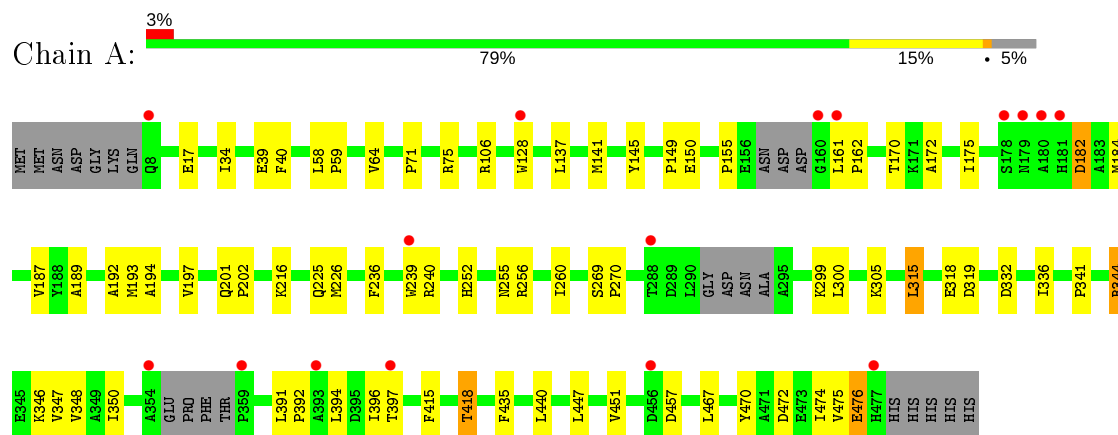 3%
Chain A:
79% 15% • 5%
MET MET ASN ASP GLY LYS GLN Q8 E17 I34 E39 F40 L58 P59 V64 P71 R75 R106 W128 L137 M141 Y145 P149 E150 P155 E156 ASN ASP ASP G160 L161 P162 T170 K171 A172 I175 S178 N179 A180 H181 D182 A183 M184
V187 Y188 A189 A192 M193 A194 V197 Q201 P202 K216 Q225 M226 F236 W239 R240 H252 N255 R256 I260 S269 P270 T288 D289 L290 GLY ASP ASN ALA A295 K299 L300 K305 L315 E318 D319 D332 I336 P341 R344
E345 K346 V347 V348 A349 I350 A354 GLU PRO PHE THR P359 L391 P392 A393 L394 D395 I396 T397 F415 T418 F435 L440 L447 V451 D456 D457 L467 Y470 A471 D472 E473 I474 V475 E476 H477 HIS HIS HIS HIS HIS